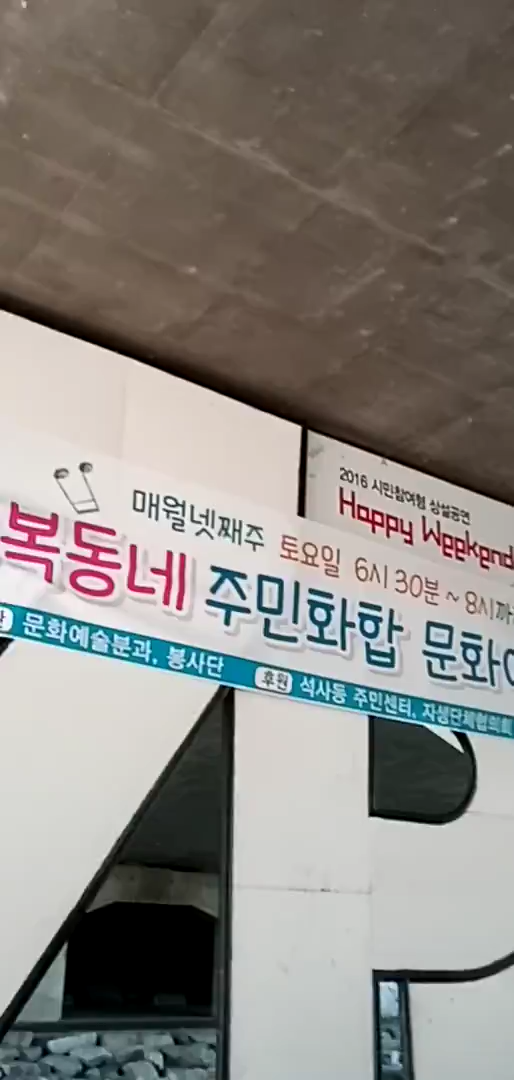 2016 시민참여형 상설공연
Happy Weekend
매월넷째주 토요일 6시 30분 ~ 8시까
복동네 주민화합 문화
문화예술분과, 봉사단 후원 석사동 주민센터, 자생단체협의회